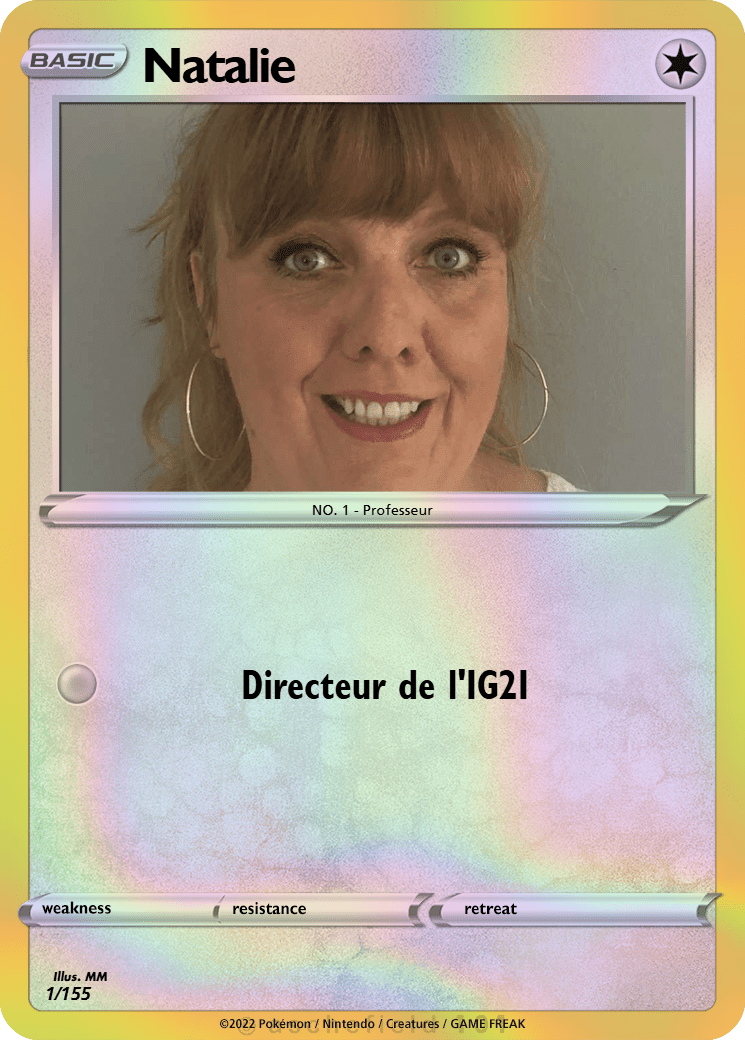 BASIC
Natalie
NO. 1 - Professeur
Directeur de l'IG2I
weakness resistance retreat
Illus. MM
1/155
©2022 Pokémon / Nintendo / Creatures / GAME FREAK